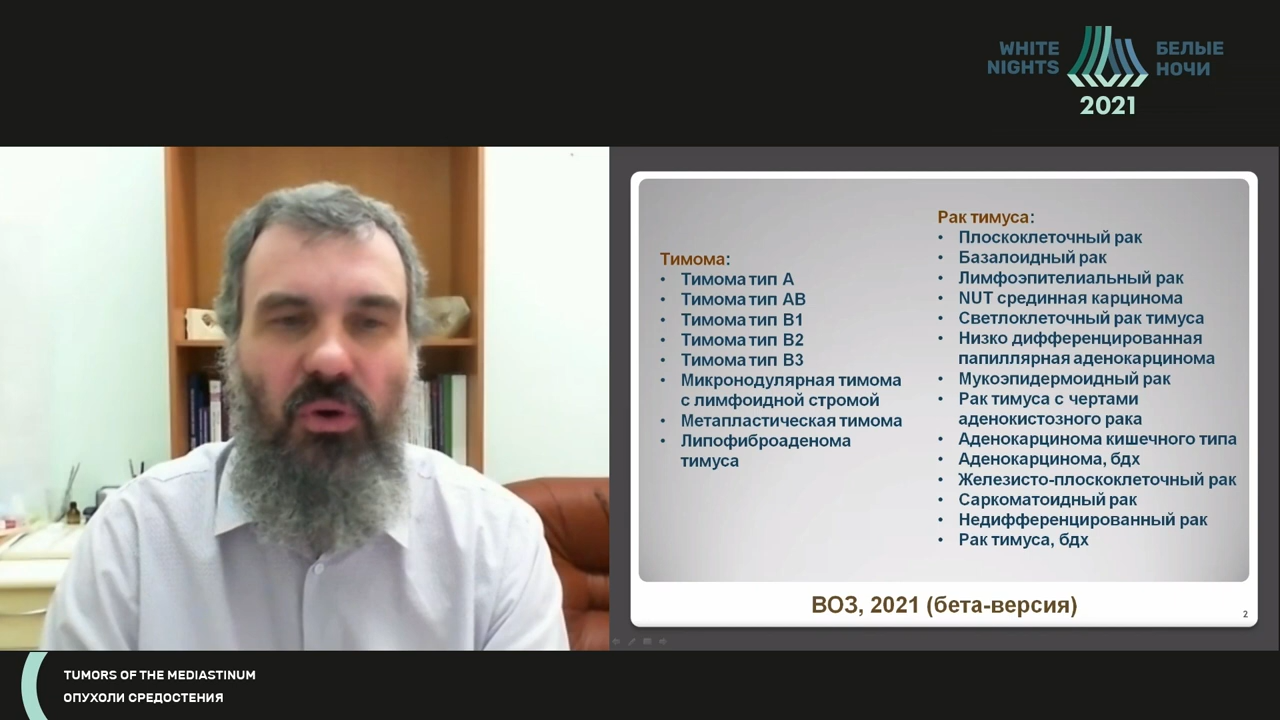 WHITE
NIGHTS
БЕЛЫЕ
НОЧИ
2021
Тимома:
• Тимома тип А
• Тимома тип АВ
• Тимома тип В1
• Тимома тип В2
• Тимома тип В3
• Микронодулярная тимома
с лимфоидной стромой
• Метапластическая тимома
• Липофиброаденома
тимуса
Рак тимуса:
• Плоскоклеточный рак
• Базалоидный рак
• Лимфоэпителиальный рак
• NUT срединная карцинома
• Светлоклеточный рак тимуса
• Низко дифференцированная
папиллярная аденокарцинома
• Мукоэпидермоидный рак
• Рак тимуса с чертами
аденокистозного рака
• Аденокарцинома кишечного типа
• Аденокарцинома, бдх
• Железисто-плоскоклеточный рак
• Саркоматоидный рак
• Недифференцированный рак
• Рак тимуса, бдх
ВОЗ, 2021 (бета-версия)
2
TUMORS OF THE MEDIASTINUM
ОПУХОЛИ СРЕДОСТЕНИЯ